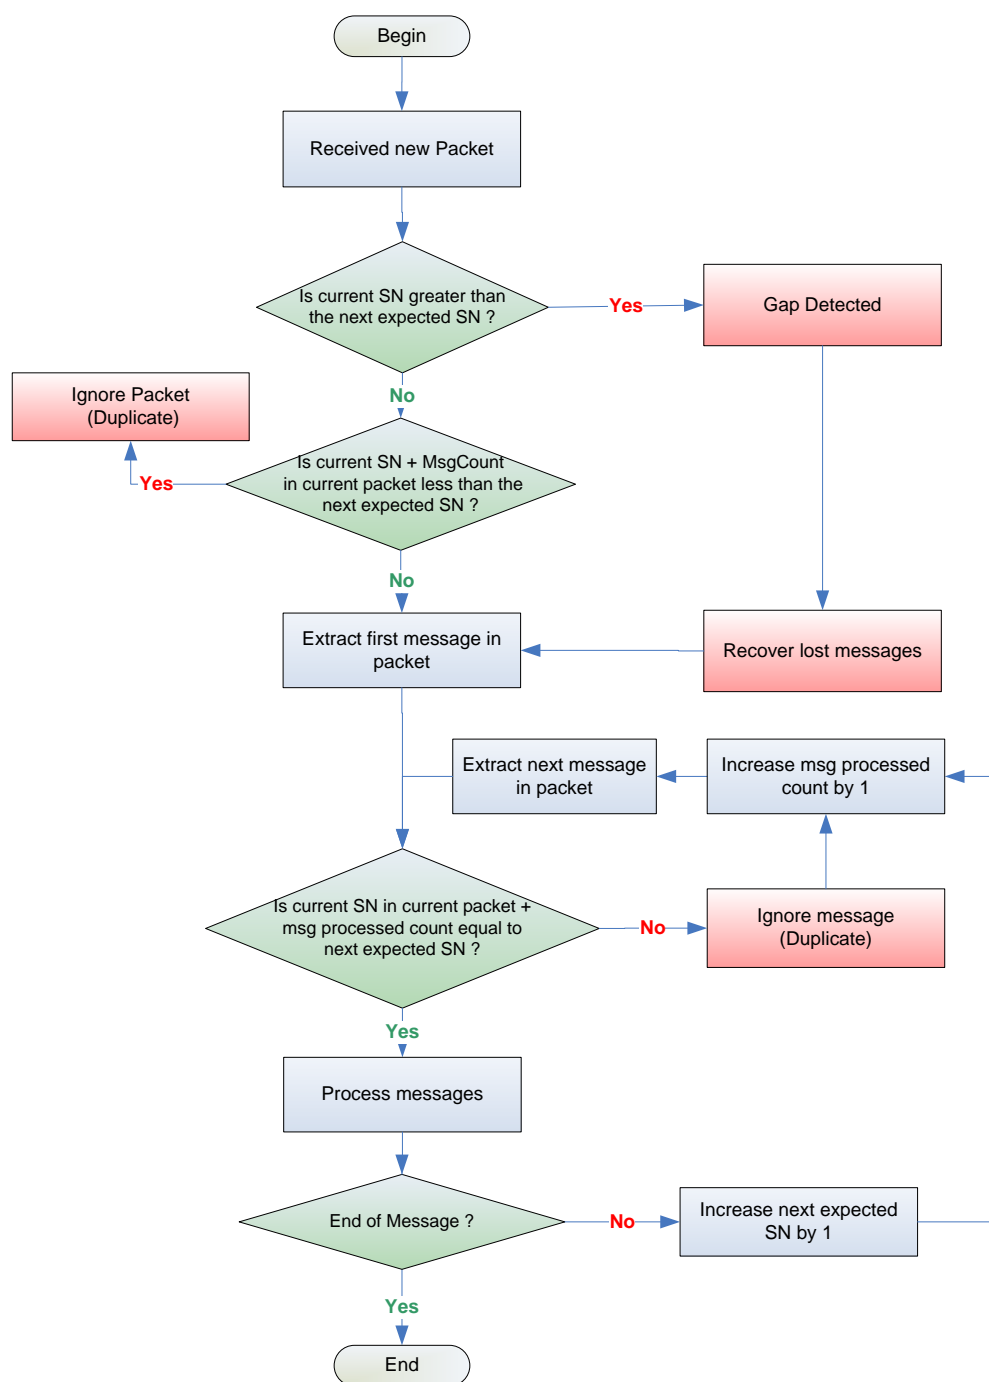 Begin
Received new Packet
Is current SN greater than
the next expected SN ?
Yes
Gap Detected
No
Ignore Packet
(Duplicate)
Yes
Is current SN + MsgCount
in current packet less than the
next expected SN ?
No
Extract first message in
packet
Recover lost messages
Extract next message
in packet
Increase msg processed
count by 1
Is current SN in current packet +
msg processed count equal to
next expected SN ?
No
Ignore message
(Duplicate)
Yes
Process messages
End of Message ?
No
Increase next expected
SN by 1
Yes
End